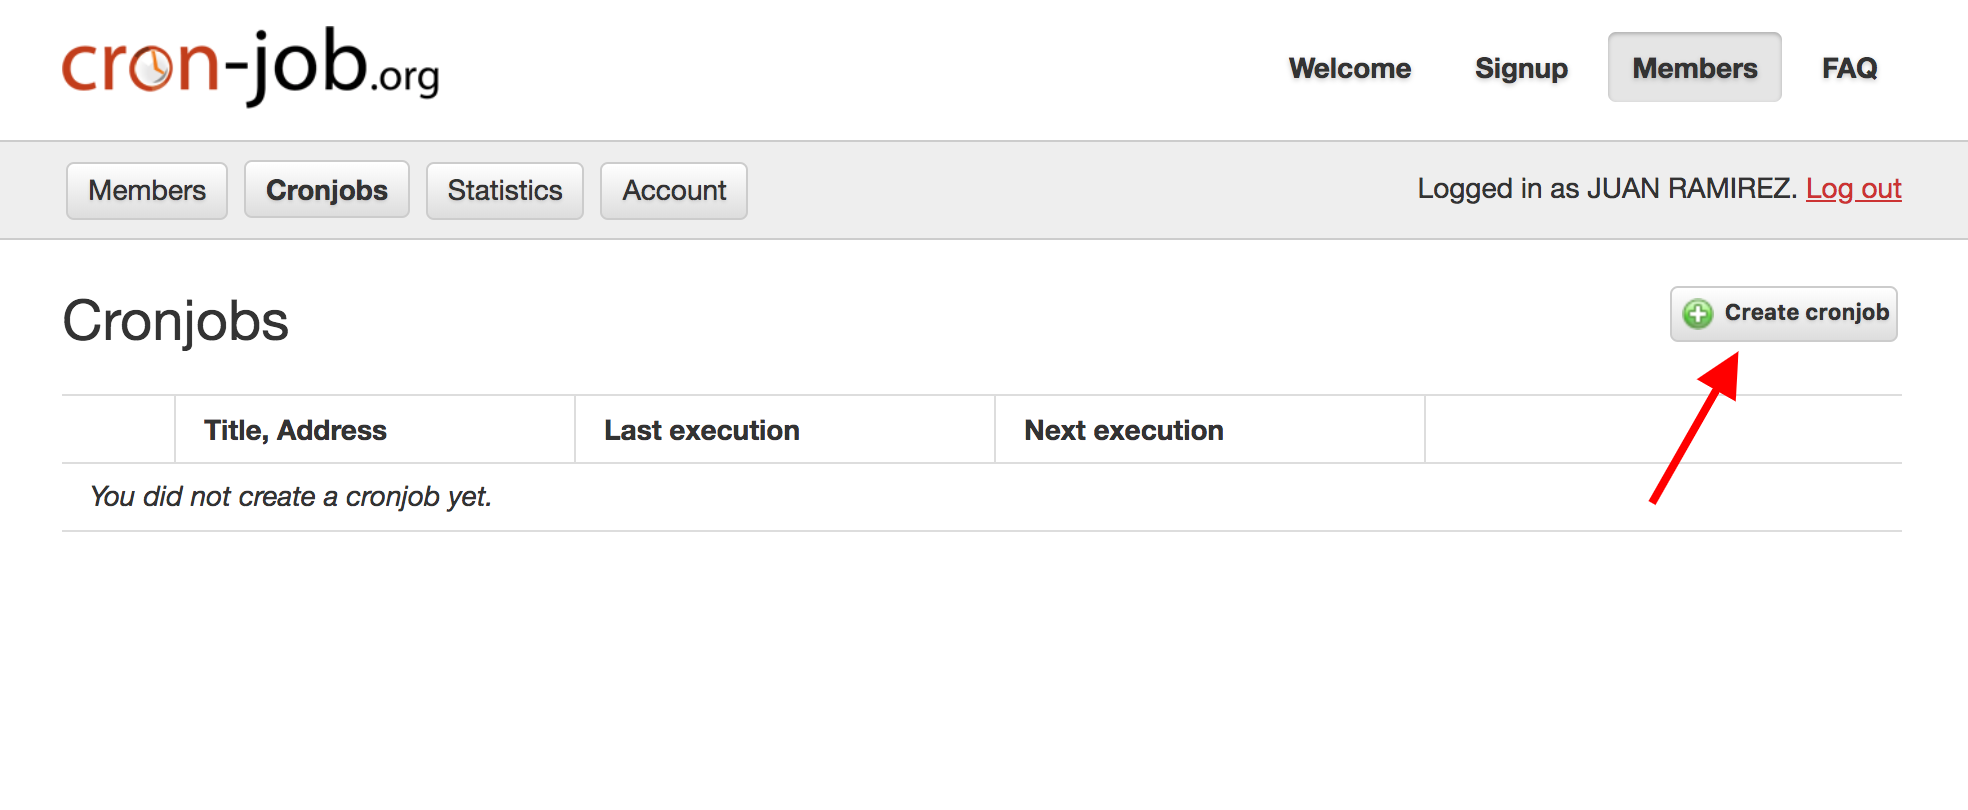 cron-job.org
Welcome Signup Members FAQ
Members Cronjobs Statistics Account Logged in as JUAN RAMIREZ. Log out
Cronjobs Create cronjob
Title, Address Last execution Next execution
You did not create a cronjob yet.